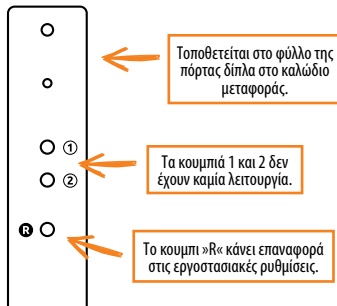 Τοποθετείται στο φύλλο της
πόρτας δίπλα στο καλώδιο
μεταφοράς.
1
2
Τα κουμπιά 1 και 2 δεν
έχουν καμία λειτουργία.
R
Το κουμπι »R« κάνει επαναφορά
στις εργοστασιακές ρυθμίσεις.